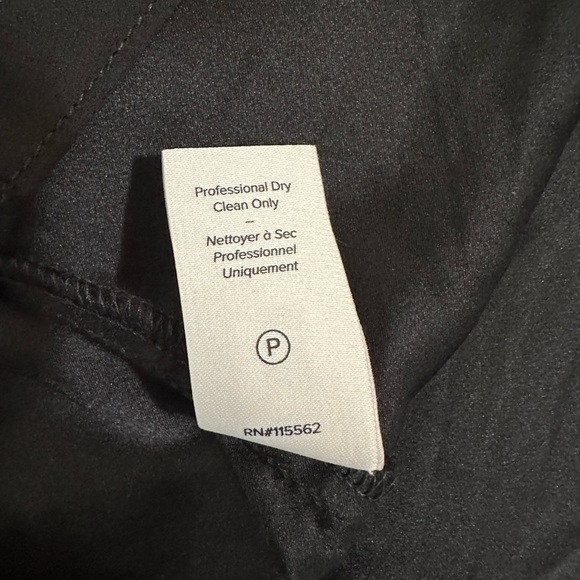 Professional Dry
Clean Only
–
Nettoyer à Sec
Professionnel
Uniquement
P
RN#115562